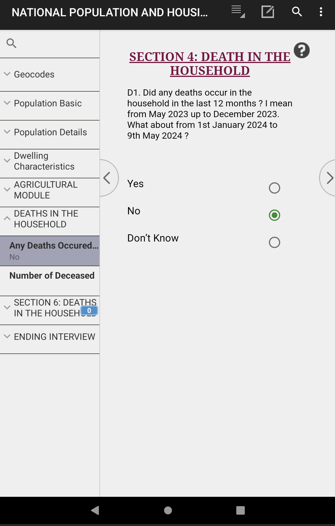 NATIONAL POPULATION AND HOUSI...
SECTION 4: DEATH IN THE
HOUSEHOLD
?
D1. Did any deaths occur in the
household in the last 12 months ? I mean
from May 2023 up to December 2023.
What about from 1st January 2024 to
9th May 2024 ?
Yes
No
Don't Know
Geocodes
Population Basic
Population Details
Dwelling
Characteristics
AGRICULTURAL
MODULE
DEATHS IN THE
HOUSEHOLD
Any Deaths Occured...
No
Number of Deceased
SECTION 6: DEATHS
IN THE HOUSEHOLD
0
ENDING INTERVIEW